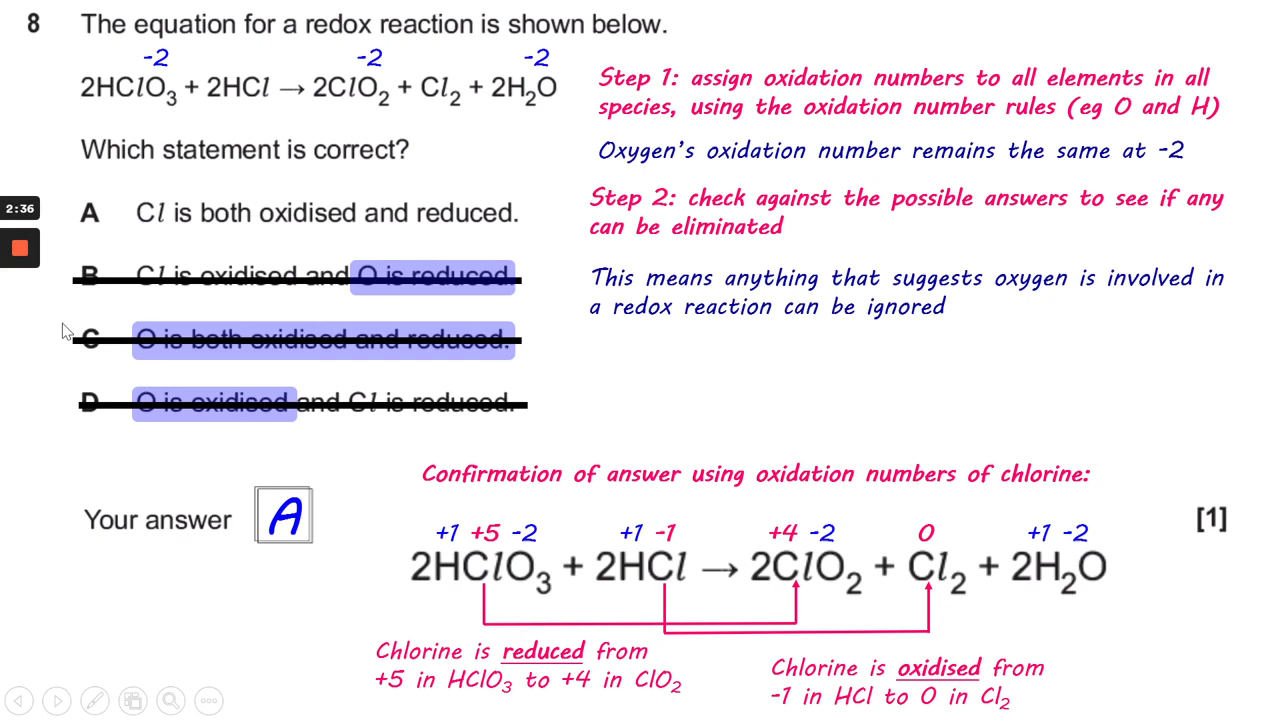 8 The equation for a redox reaction is shown below.
-2 -2 -2
2HClO₃ + 2HCl → 2ClO₂ + Cl₂ + 2H₂O
Step 1: assign oxidation numbers to all elements in all
species, using the oxidation number rules (eg O and H)
Which statement is correct?
Oxygen's oxidation number remains the same at -2
2:36
A Cl is both oxidised and reduced.
Step 2: check against the possible answers to see if any
can be eliminated
B Cl is oxidised and O is reduced.
This means anything that suggests oxygen is involved in
a redox reaction can be ignored
C O is both oxidised and reduced.
D O is oxidised and Cl is reduced.
Confirmation of answer using oxidation numbers of chlorine:
Your answer A [1]
+1 +5 -2 +1 -1 +4 -2 0 +1 -2
2HClO₃ + 2HCl → 2ClO₂ + Cl₂ + 2H₂O
Chlorine is reduced from
+5 in HClO₃ to +4 in ClO₂
Chlorine is oxidised from
-1 in HCl to 0 in Cl₂